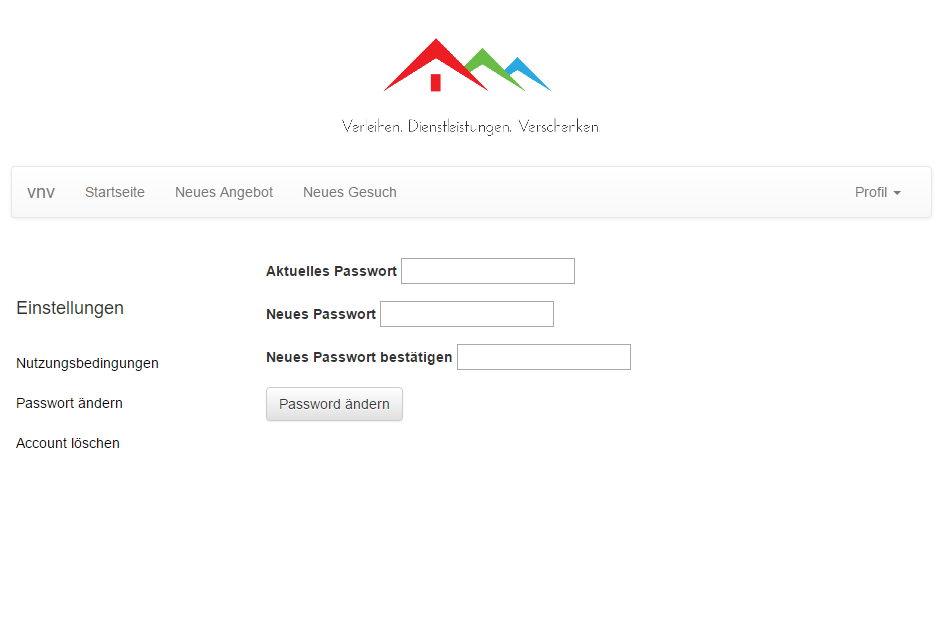 Verleihen. Dienstleistungen. Verschenken
vnv Startseite Neues Angebot Neues Gesuch Profil
Aktuelles Passwort
Einstellungen
Neues Passwort
Nutzungsbedingungen
Neues Passwort bestätigen
Passwort ändern
Password ändern
Account löschen